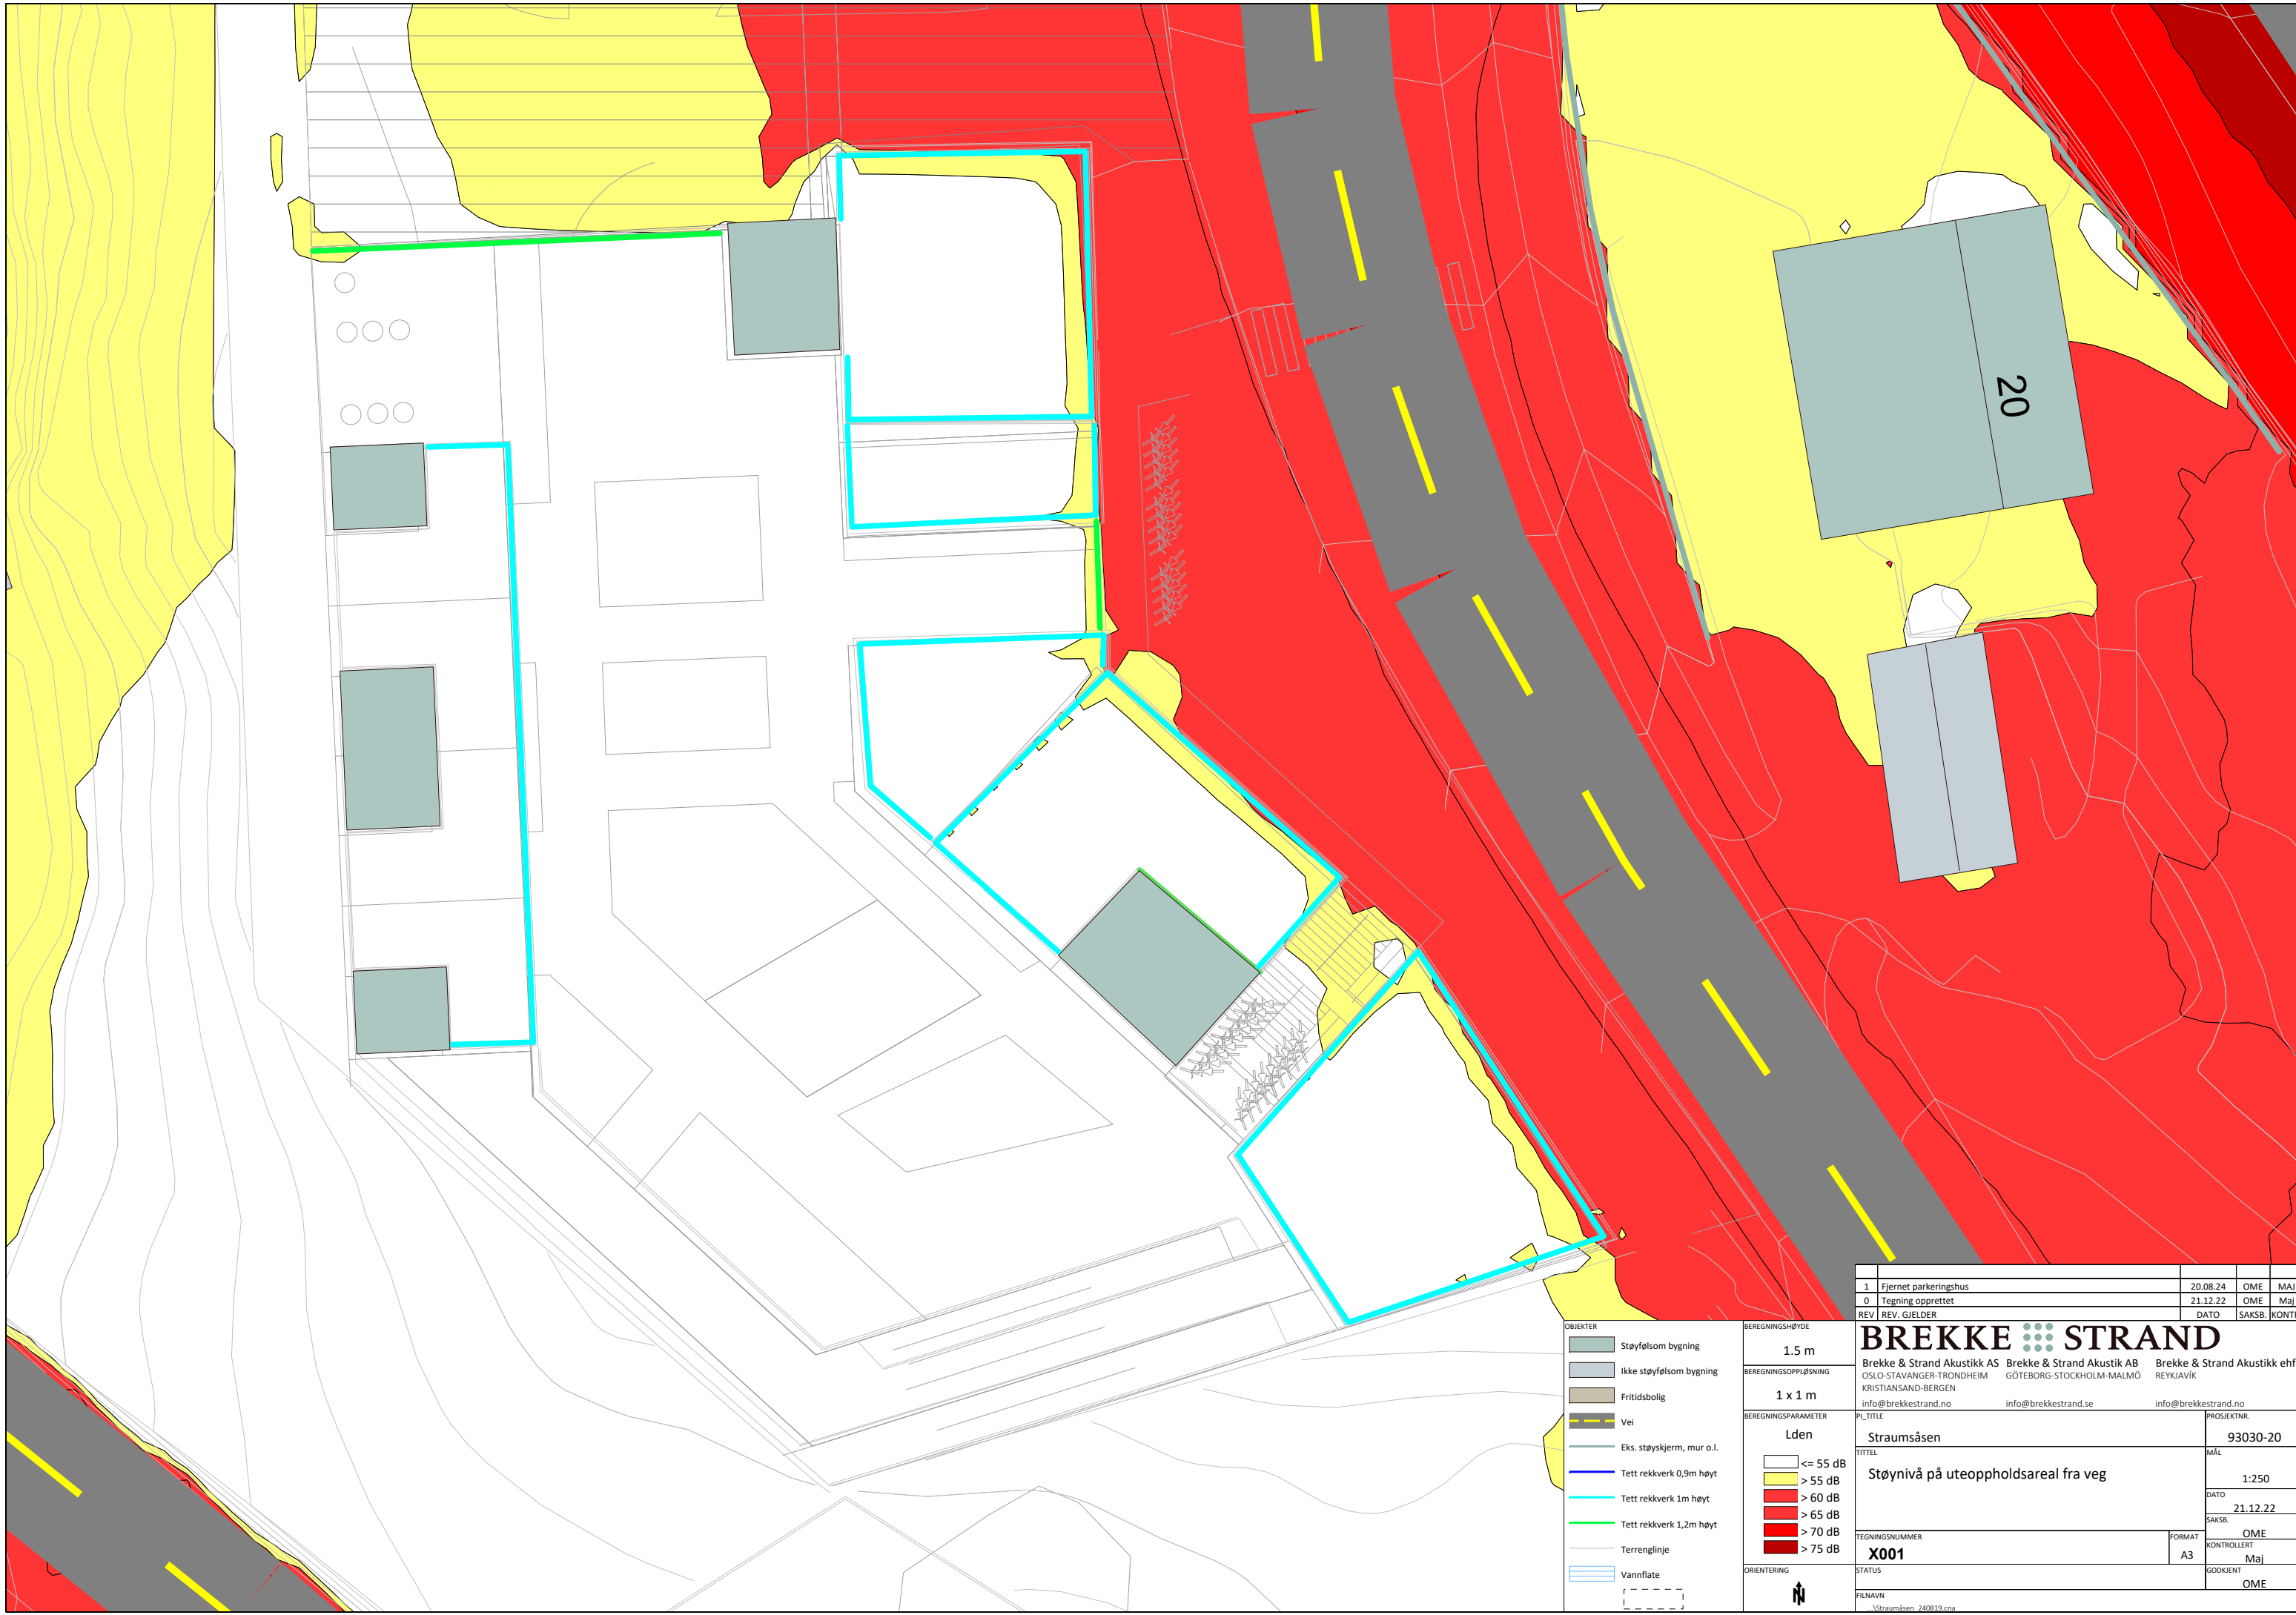 20
1 Fjernet parkeringshus 20.08.24 OME MAJ
0 Tegning opprettet 21.12.22 OME Maj
REV REV. GJELDER DATO SAKSB. KONTR
OBJEKTER
Støyfølsom bygning
Ikke støyfølsom bygning
Fritidsbolig
Vei
Eks. støyskjerm, mur o.l.
Tett rekkverk 0,9m høyt
Tett rekkverk 1m høyt
Tett rekkverk 1,2m høyt
Terrenglinje
Vannflate
BEREGNINGSHØYDE
1.5 m
BEREGNINGSOPPLØSNING
1 x 1 m
BEREGNINGSPARAMETER
Lden
<= 55 dB
> 55 dB
> 60 dB
> 65 dB
> 70 dB
> 75 dB
ORIENTERING
N
BREKKE STRAND
Brekke & Strand Akustikk AS Brekke & Strand Akustik AB Brekke & Strand Akustikk ehf
OSLO-STAVANGER-TRONDHEIM GÖTEBORG-STOCKHOLM-MALMÖ REYKJAVÍK
KRISTIANSAND-BERGEN
info@brekkestrand.no info@brekkestrand.se info@brekkestrand.no
PI_TITLE
Straumsåsen
PROSJEKTNR.
93030-20
TITTEL
Støynivå på uteoppholdsareal fra veg
MÅL
1:250
DATO
21.12.22
SAKSB.
OME
TEGNINGSNUMMER
X001
FORMAT
A3
KONTROLLERT
Maj
STATUS
GODKJENT
OME
FILNAVN
...\Straumsåsen_240819.cna